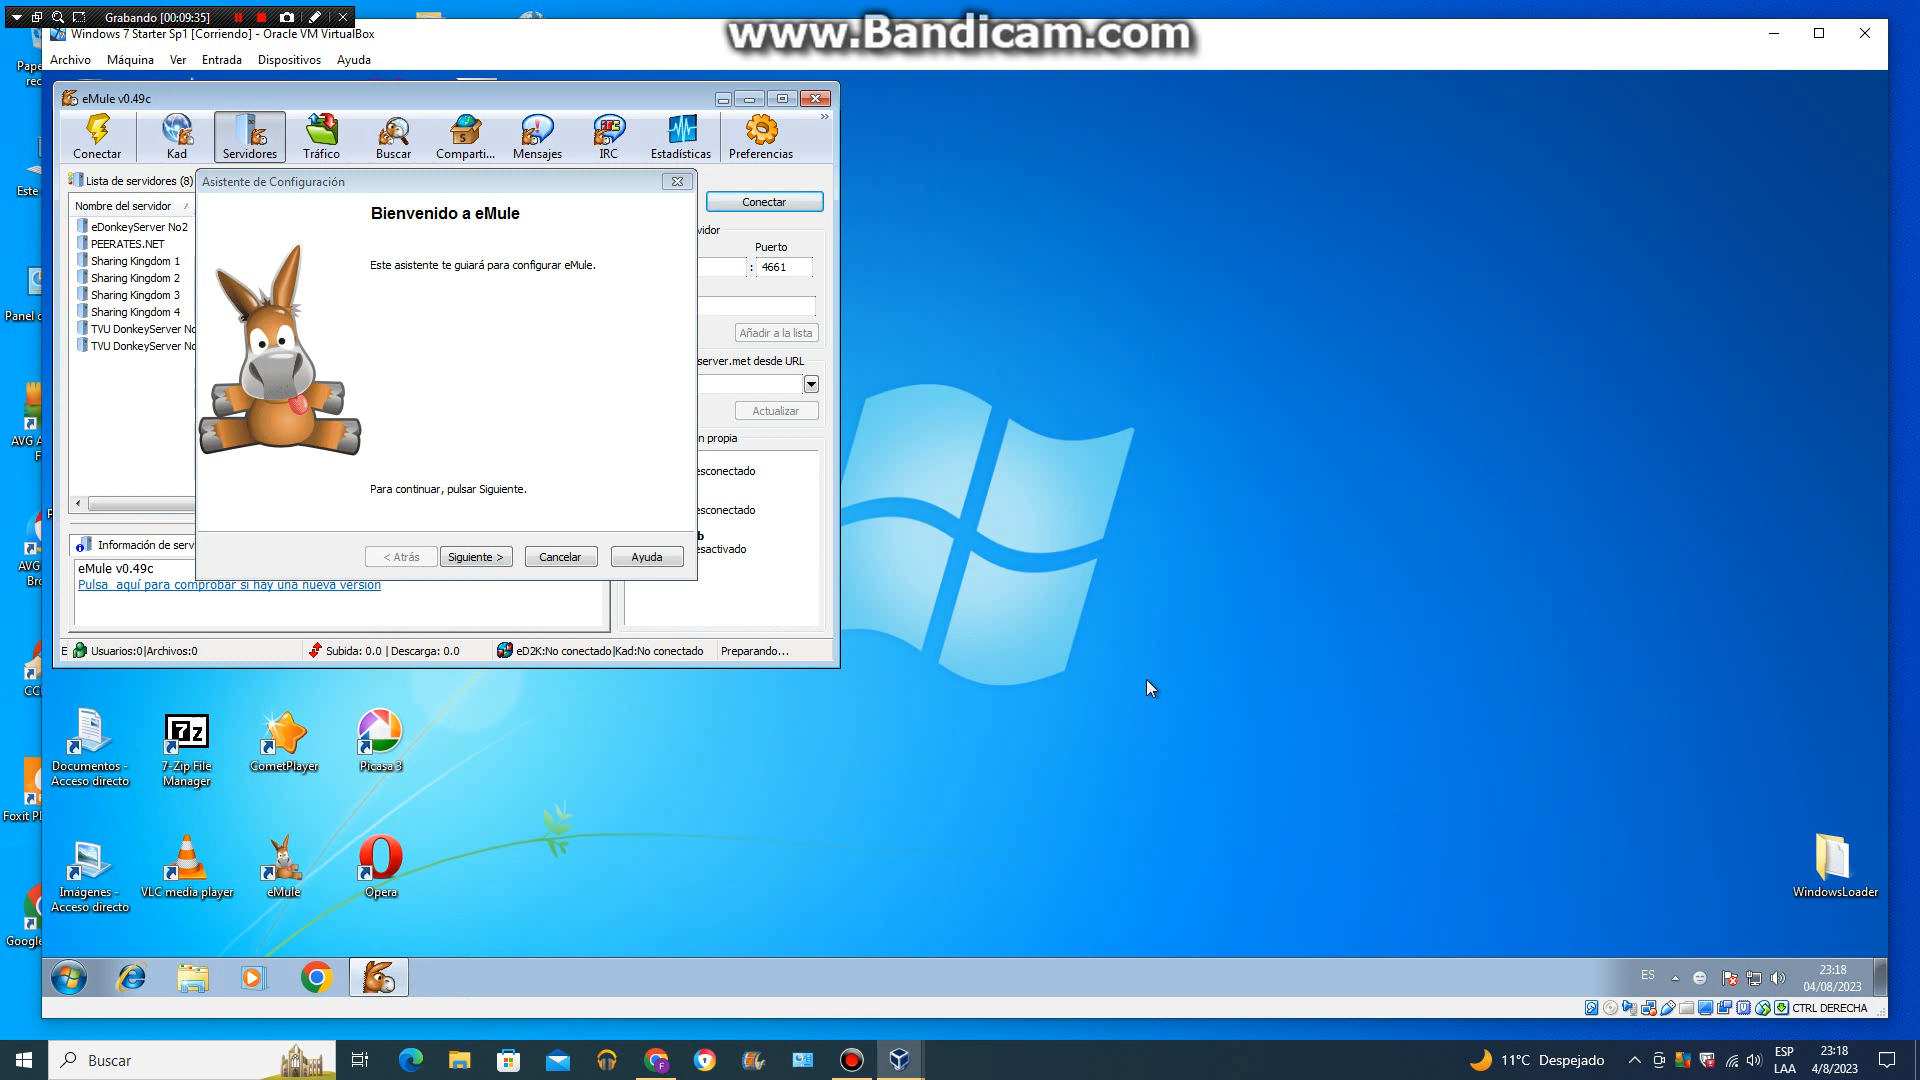 Grabando [00:09:35]
www.Bandicam.com
Windows 7 Starter Sp1 [Corriendo] - Oracle VM VirtualBox
Archivo Máquina Ver Entrada Dispositivos Ayuda
eMule v0.49c
Conectar Kad Servidores Tráfico Buscar Comparti... Mensajes IRC Estadísticas Preferencias
Lista de servidores (8)
Nombre del servidor
eDonkeyServer No2
PEERATES.NET
Sharing Kingdom 1
Sharing Kingdom 2
Sharing Kingdom 3
Sharing Kingdom 4
TVU DonkeyServer No
TVU DonkeyServer No
Asistente de Configuración
Bienvenido a eMule
Este asistente te guiará para configurar eMule.
Para continuar, pulsar Siguiente.
< Atrás Siguiente > Cancelar Ayuda
Conectar
vidor
Puerto
: 4661
Añadir a la lista
server.met desde URL
Actualizar
n propia
esconectado
esconectado
b
esactivado
Información de serv
eMule v0.49c
Pulsa aquí para comprobar si hay una nueva versión
E Usuarios:0|Archivos:0 Subida: 0.0 | Descarga: 0.0 eD2K:No conectado|Kad:No conectado Preparando...
Documentos - Acceso directo
7-Zip File Manager
CometPlayer
Picasa 3
Imágenes - Acceso directo
VLC media player
eMule
Opera
WindowsLoader
Pape
rec
Este
Panel d
AVG A
F
AVG
Bro
CC
Foxit Pl
Google
ES
23:18
04/08/2023
CTRL DERECHA
Buscar
11°C Despejado
ESP
LAA
23:18
4/8/2023